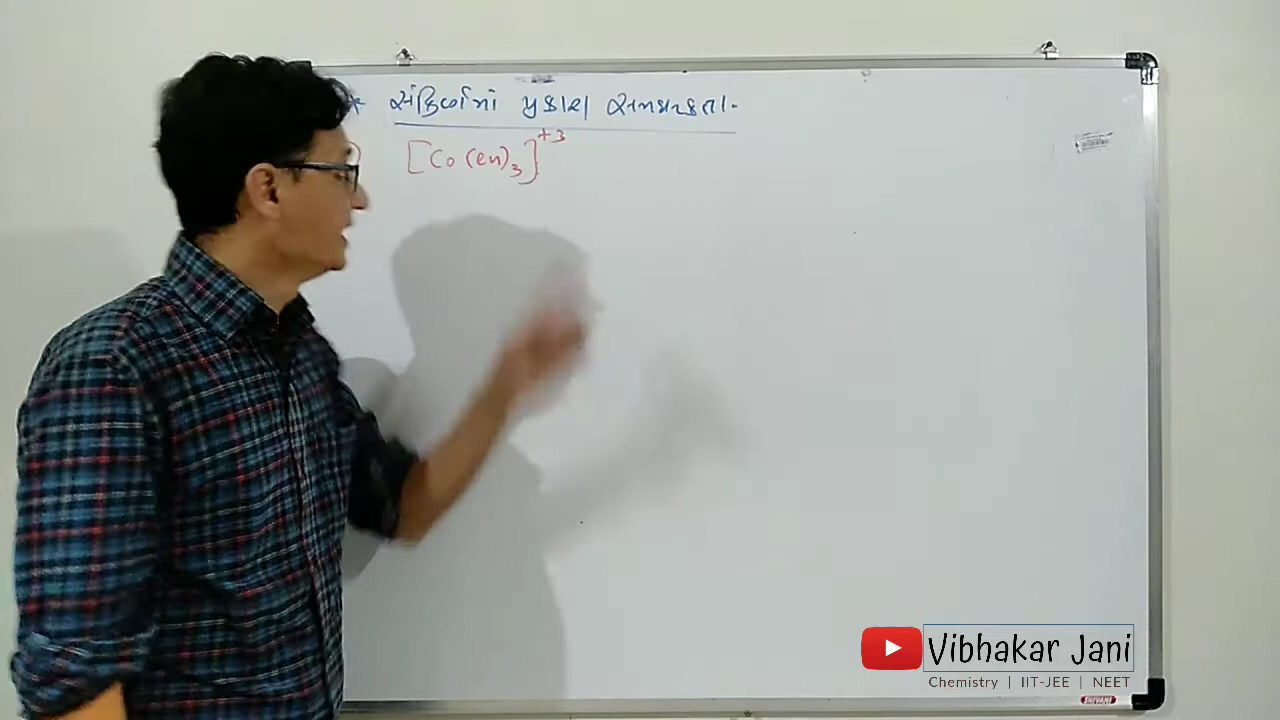 * સંકિર્ણોનાં પ્રકાશ સમઘટકતા.
[Co(en)3]+3
Vibhakar Jani
Chemistry | IIT-JEE | NEET